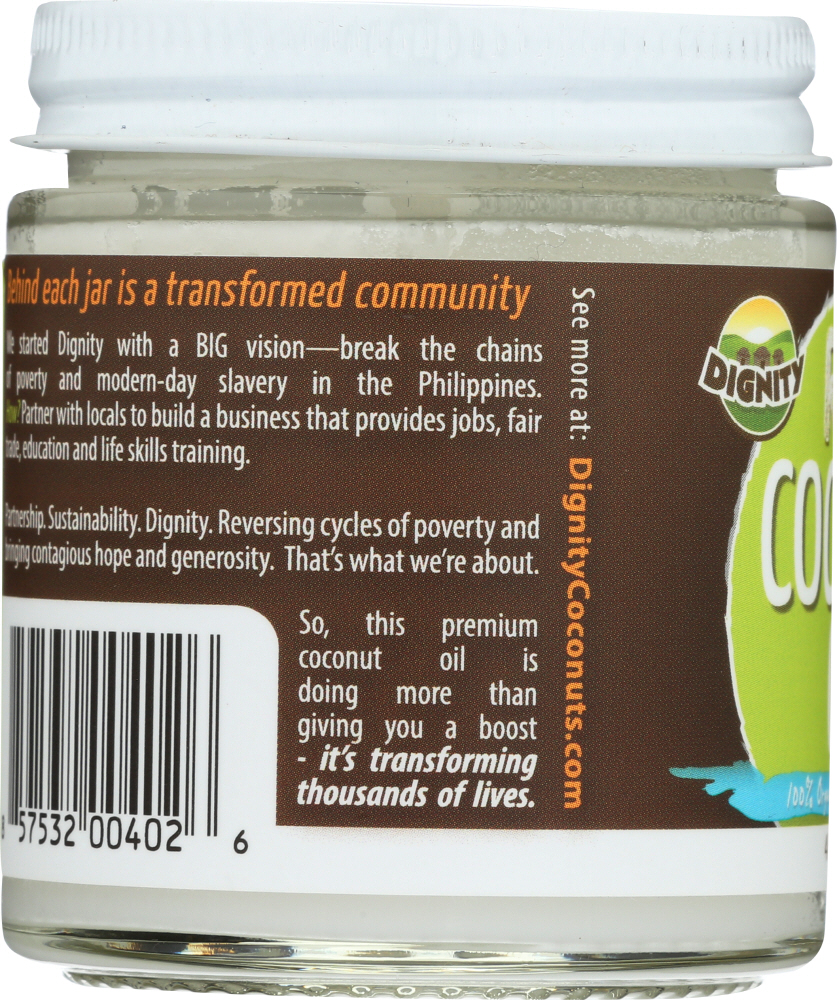 Behind each jar is a transformed community
We started Dignity with a BIG vision—break the chains
of poverty and modern-day slavery in the Philippines.
How? Partner with locals to build a business that provides jobs, fair
trade, education and life skills training.
Partnership. Sustainability. Dignity. Reversing cycles of poverty and
bringing contagious hope and generosity. That's what we're about.
So, this premium
coconut oil is
doing more than
giving you a boost
- it's transforming
thousands of lives.
See more at: DignityCoconuts.com
57532 00402 6
DIGNITY
COC
100%